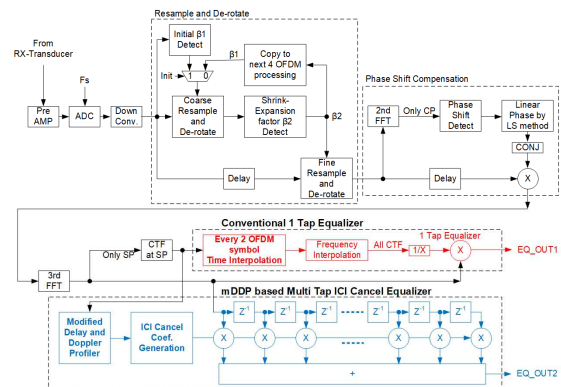 Resample and De-rotate
From
RX-Transducer
Initial β1
Detect
β1
Copy to
next 4 OFDM
processing
Fs
Init
1 0
Phase Shift Compensation
Pre
AMP
ADC
Down
Conv.
Coarse
Resample
and
De-rotate
Shrink-
Expansion
factor β2
Detect
β2
2nd
FFT
Only CP
Phase
Shift
Detect
Linear
Phase by
LS method
CONJ
Delay
Fine
Resample
and
De-rotate
Delay
X
Conventional 1 Tap Equalizer
Only SP
CTF
at SP
Every 2 OFDM
symbol
Time Interpolation
Frequency
Interpolation
All CTF
1/X
1 Tap Equalizer
X
EQ_OUT1
3rd
FFT
mDDP based Multi Tap ICI Cancel Equalizer
Modified
Delay and
Doppler
Profiler
ICI Cancel
Coef.
Generation
Z-1 Z-1 Z-1 Z-1 Z-1
X X X X X X
+
EQ_OUT2